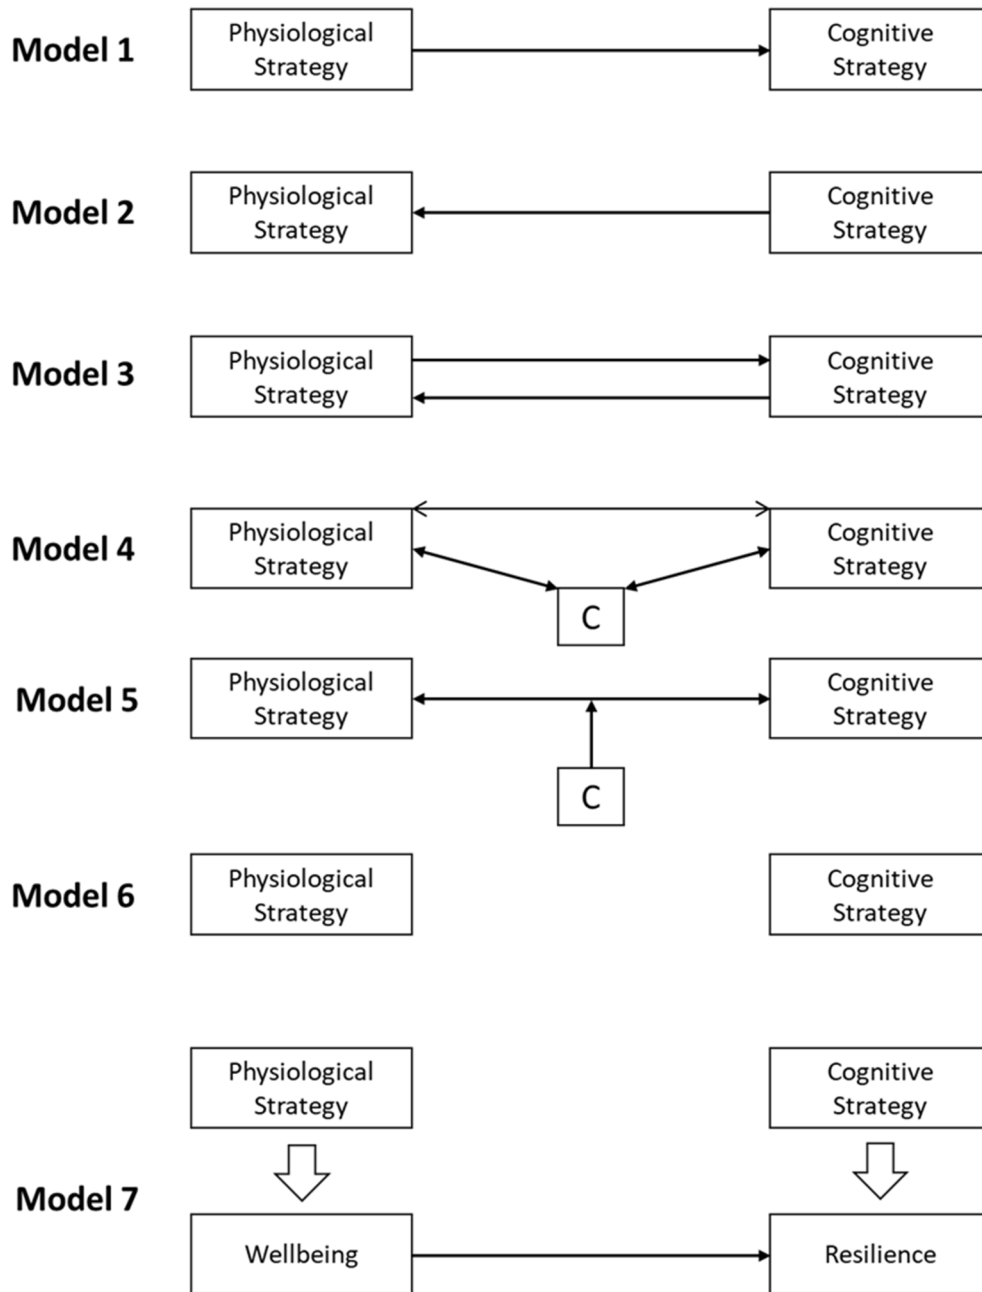 Model 1
Physiological
Strategy
Cognitive
Strategy
Model 2
Physiological
Strategy
Cognitive
Strategy
Model 3
Physiological
Strategy
Cognitive
Strategy
Model 4
Physiological
Strategy
Cognitive
Strategy
C
Model 5
Physiological
Strategy
Cognitive
Strategy
C
Model 6
Physiological
Strategy
Cognitive
Strategy
Model 7
Physiological
Strategy
Cognitive
Strategy
Wellbeing
Resilience